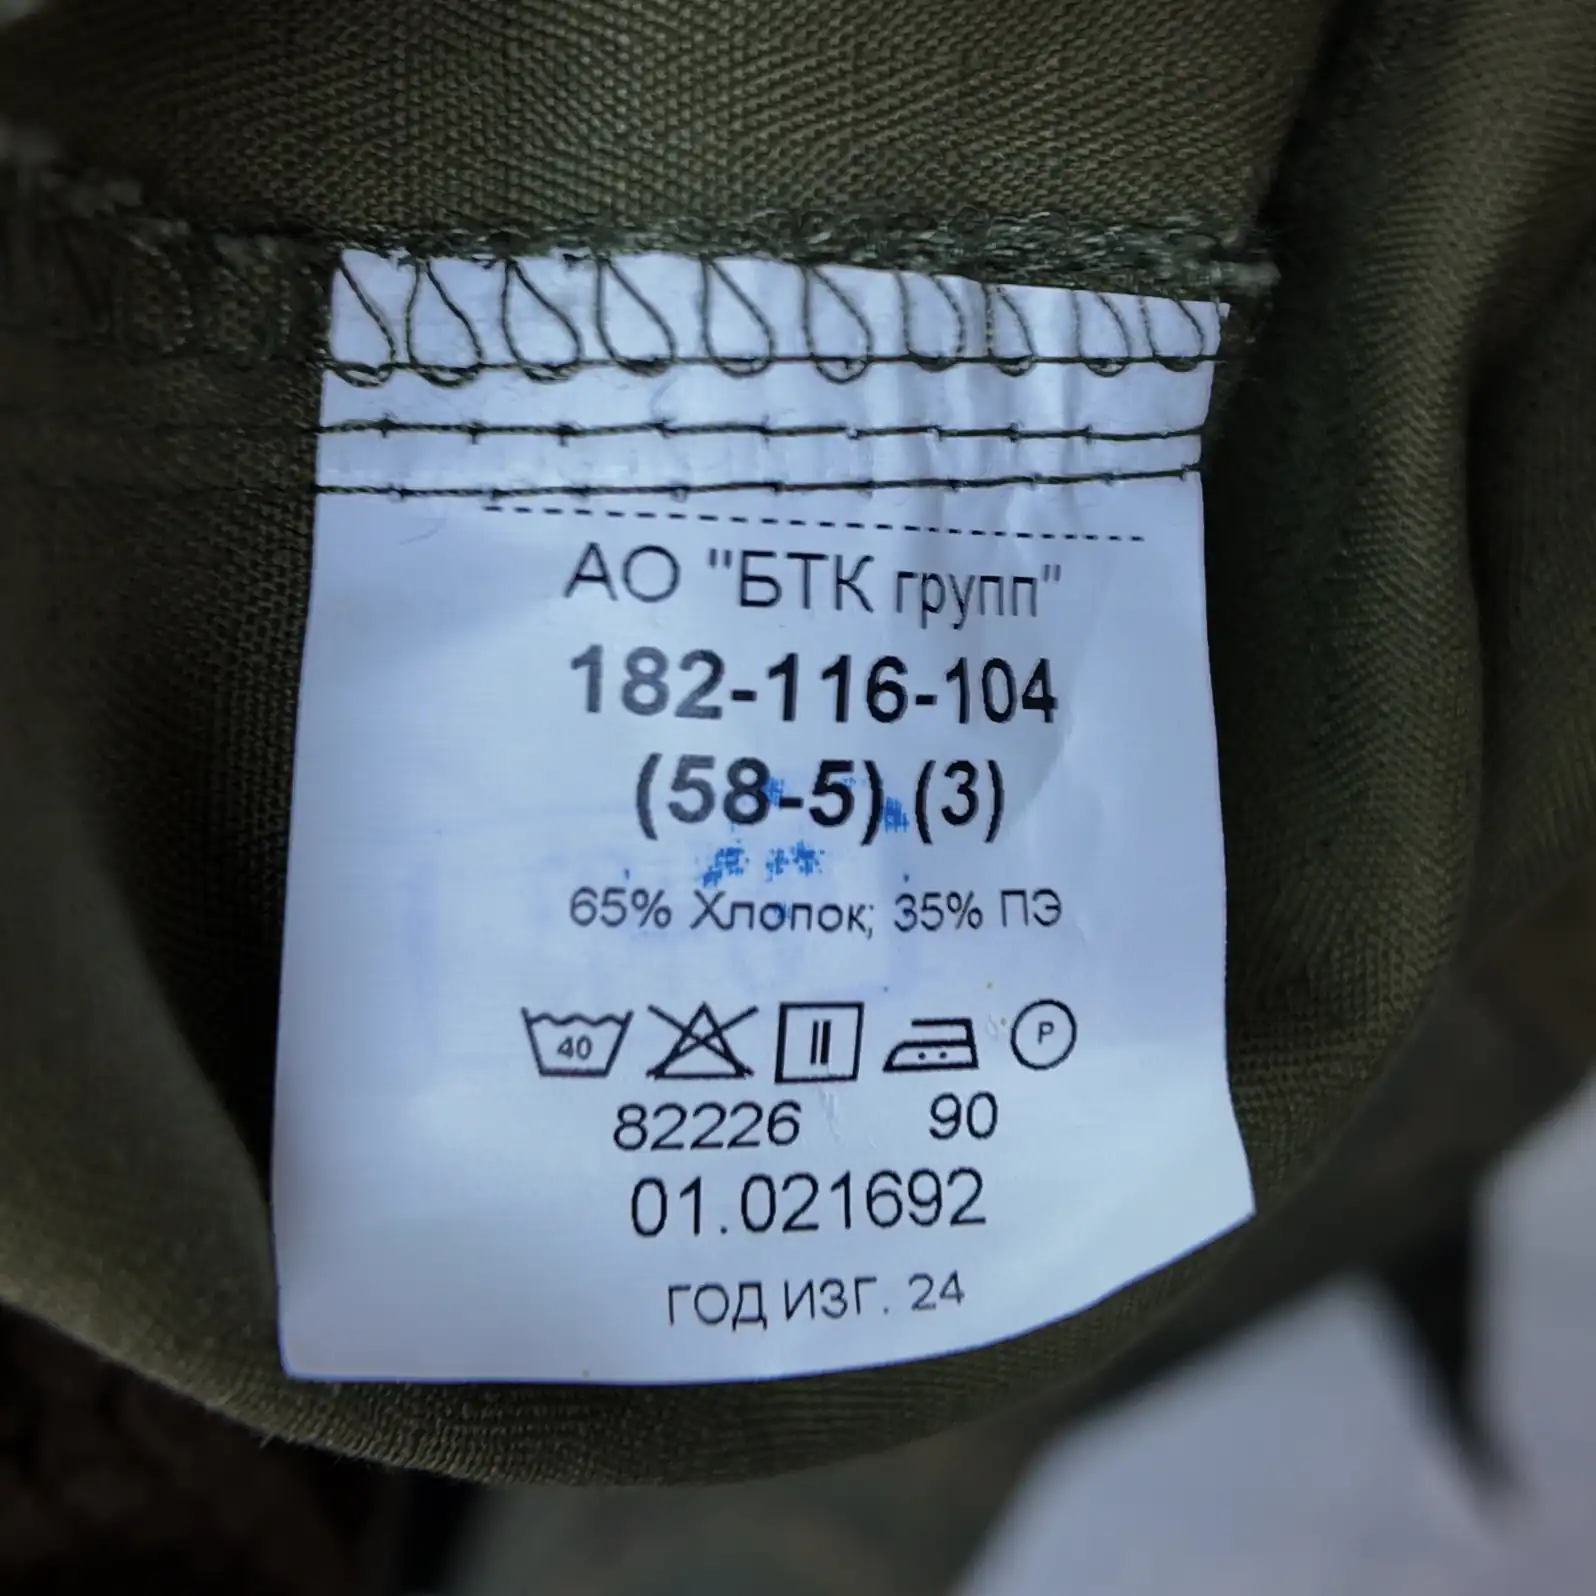 АО "БТК групп"
182-116-104
(58-5) (3)
65% Хлопок; 35% ПЭ
40 P
82226 90
01.021692
ГОД ИЗГ. 24